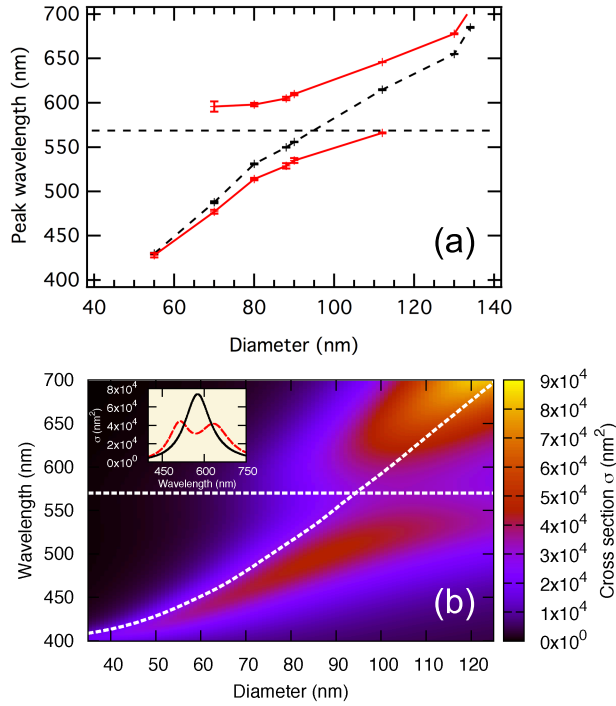 700
650
600
550
500
450
400
Peak wavelength (nm)
(a)
40 60 80 100 120 140
Diameter (nm)
700
650
600
550
500
450
400
Wavelength (nm)
8x10⁴
6x10⁴
4x10⁴
2x10⁴
0x10⁰
σ (nm²)
450 600 750
Wavelength (nm)
(b)
40 50 60 70 80 90 100 110 120
Diameter (nm)
9x10⁴
8x10⁴
7x10⁴
6x10⁴
5x10⁴
4x10⁴
3x10⁴
2x10⁴
1x10⁴
0x10⁰
Cross section σ (nm²)